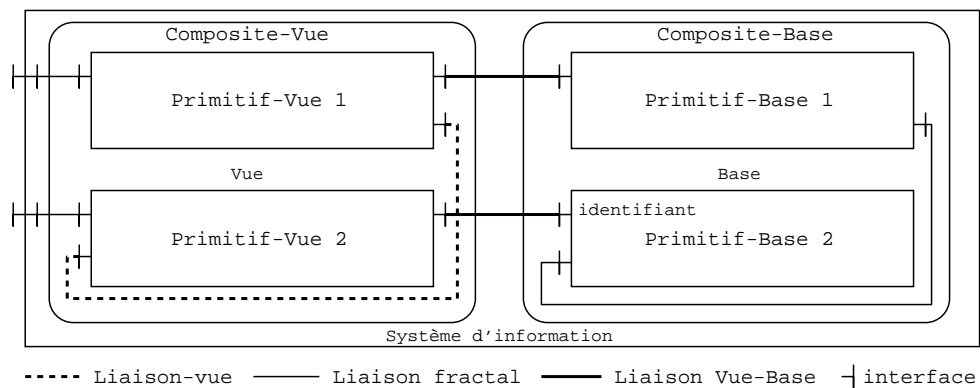 Composite-Vue
Composite-Base
Primitif-Vue 1
Primitif-Base 1
Vue
Base
identifiant
Primitif-Vue 2
Primitif-Base 2
Système d'information
Liaison-vue
Liaison fractal
Liaison Vue-Base
interface